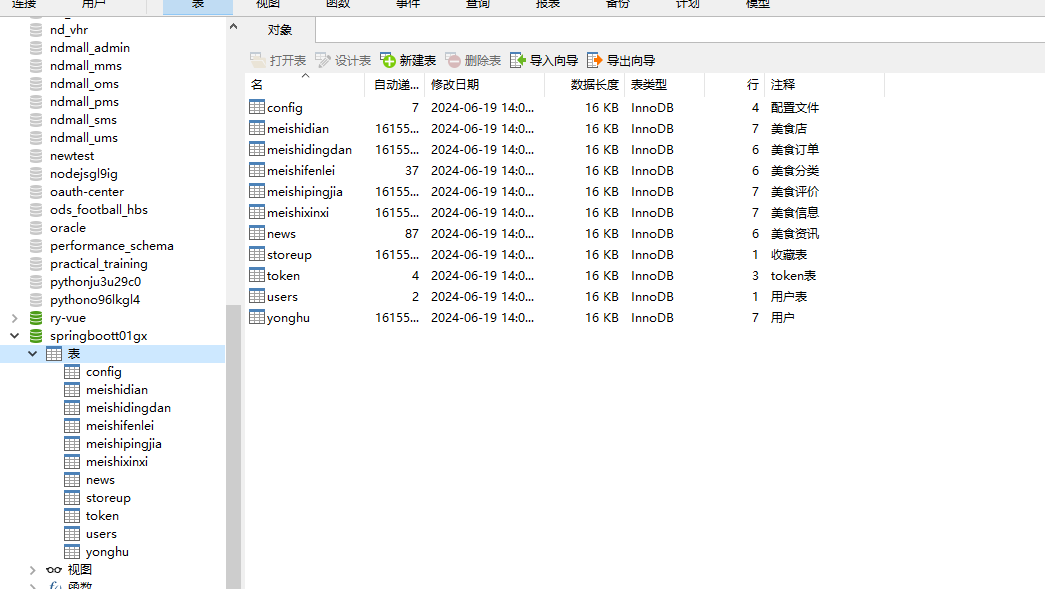 连接 用户 表 视图 函数 事件 查询 报表 备份 计划 模型
nd_vhr
ndmall_admin
ndmall_mms
ndmall_oms
ndmall_pms
ndmall_sms
ndmall_ums
newtest
nodejsgl9ig
oauth-center
ods_football_hbs
oracle
performance_schema
practical_training
pythonju3u29c0
pythono96lkgl4
ry-vue
springboott01gx
表
config
meishidian
meishidingdan
meishifenlei
meishipingjia
meishixinxi
news
storeup
token
users
yonghu
视图
函数
对象
打开表 设计表 新建表 删除表 导入向导 导出向导
名 自动递... 修改日期 数据长度 表类型 行 注释
config 7 2024-06-19 14:0... 16 KB InnoDB 4 配置文件
meishidian 16155... 2024-06-19 14:0... 16 KB InnoDB 7 美食店
meishidingdan 16155... 2024-06-19 14:0... 16 KB InnoDB 6 美食订单
meishifenlei 37 2024-06-19 14:0... 16 KB InnoDB 6 美食分类
meishipingjia 16155... 2024-06-19 14:0... 16 KB InnoDB 7 美食评价
meishixinxi 16155... 2024-06-19 14:0... 16 KB InnoDB 7 美食信息
news 87 2024-06-19 14:0... 16 KB InnoDB 6 美食资讯
storeup 16155... 2024-06-19 14:0... 16 KB InnoDB 1 收藏表
token 4 2024-06-19 14:0... 16 KB InnoDB 3 token表
users 2 2024-06-19 14:0... 16 KB InnoDB 1 用户表
yonghu 16155... 2024-06-19 14:0... 16 KB InnoDB 7 用户